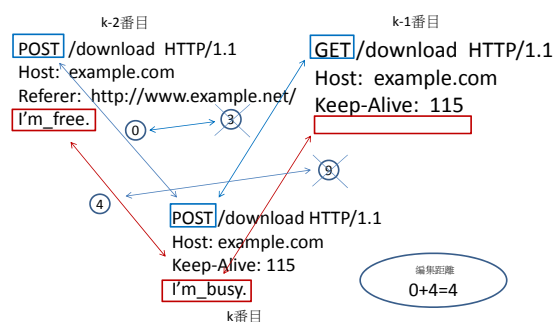 k-2番目
POST /download HTTP/1.1
Host: example.com
Referer: http://www.example.net/
I'm_free.
k-1番目
GET /download HTTP/1.1
Host: example.com
Keep-Alive: 115
0
3
4
9
POST /download HTTP/1.1
Host: example.com
Keep-Alive: 115
I'm_busy.
k番目
編集距離
0+4=4